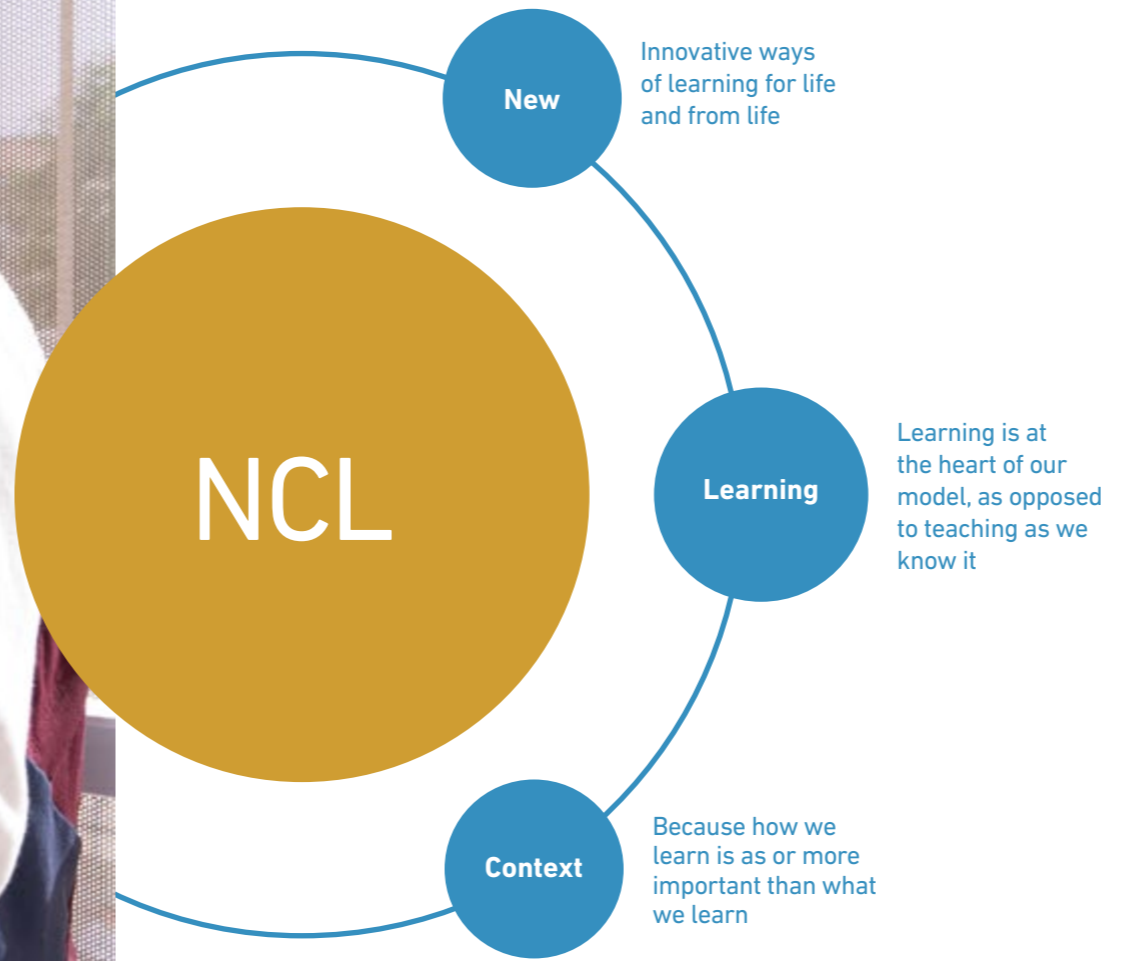 New
Innovative ways
of learning for life
and from life
NCL
Learning
Learning is at
the heart of our
model, as opposed
to teaching as we
know it
Context
Because how we
learn is as or more
important than what
we learn